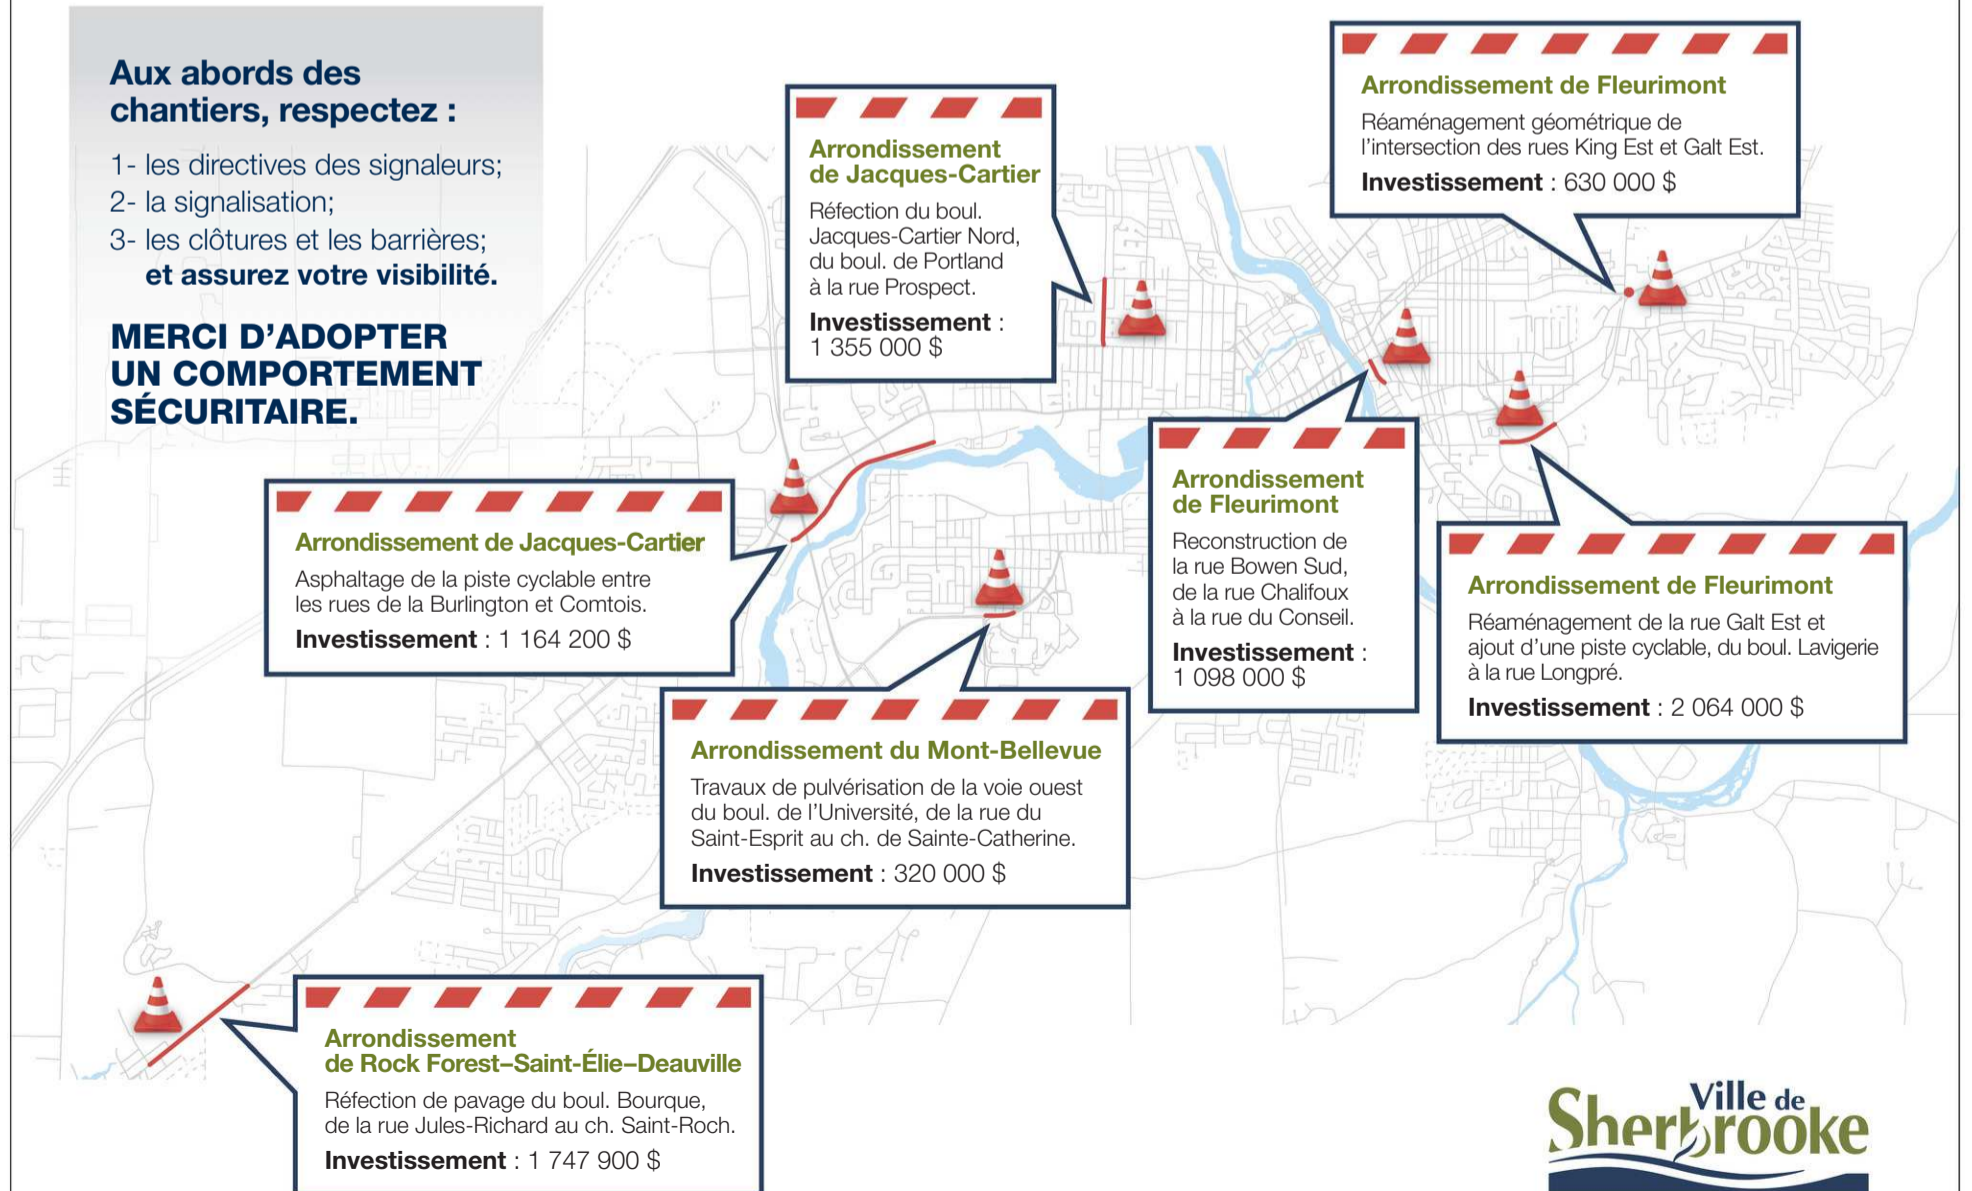 Aux abords des
chantiers, respectez :
1- les directives des signaleurs;
2- la signalisation;
3- les clôtures et les barrières;
et assurez votre visibilité.
MERCI D’ADOPTER
UN COMPORTEMENT
SÉCURITAIRE.
Arrondissement
de Jacques-Cartier
Réfection du boul.
Jacques-Cartier Nord,
du boul. de Portland
à la rue Prospect.
Investissement :
1 355 000 $
Arrondissement de Fleurimont
Réaménagement géométrique de
l’intersection des rues King Est et Galt Est.
Investissement : 630 000 $
Arrondissement de Jacques-Cartier
Asphaltage de la piste cyclable entre
les rues de la Burlington et Comtois.
Investissement : 1 164 200 $
Arrondissement
de Fleurimont
Reconstruction de
la rue Bowen Sud,
de la rue Chalifoux
à la rue du Conseil.
Investissement :
1 098 000 $
Arrondissement de Fleurimont
Réaménagement de la rue Galt Est et
ajout d’une piste cyclable, du boul. Lavigerie
à la rue Longpré.
Investissement : 2 064 000 $
Arrondissement du Mont-Bellevue
Travaux de pulvérisation de la voie ouest
du boul. de l’Université, de la rue du
Saint-Esprit au ch. de Sainte-Catherine.
Investissement : 320 000 $
Arrondissement
de Rock Forest–Saint-Élie–Deauville
Réfection de pavage du boul. Bourque,
de la rue Jules-Richard au ch. Saint-Roch.
Investissement : 1 747 900 $
Ville de
Sherbrooke